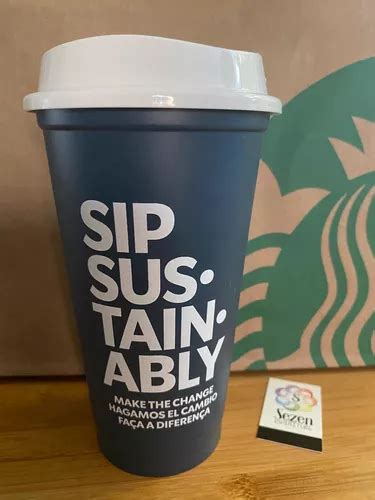 SIP
SUS·
TAIN·
ABLY
MAKE THE CHANGE
HAGAMOS EL CAMBIO
FAÇA A DIFERENÇA
S
Sezen